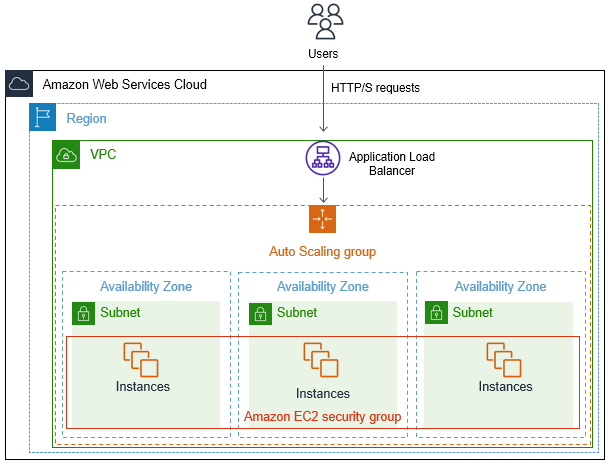 Users
HTTP/S requests
Amazon Web Services Cloud
Region
VPC
Application Load
Balancer
Auto Scaling group
Availability Zone
Availability Zone
Availability Zone
Subnet
Subnet
Subnet
Instances
Instances
Instances
Amazon EC2 security group